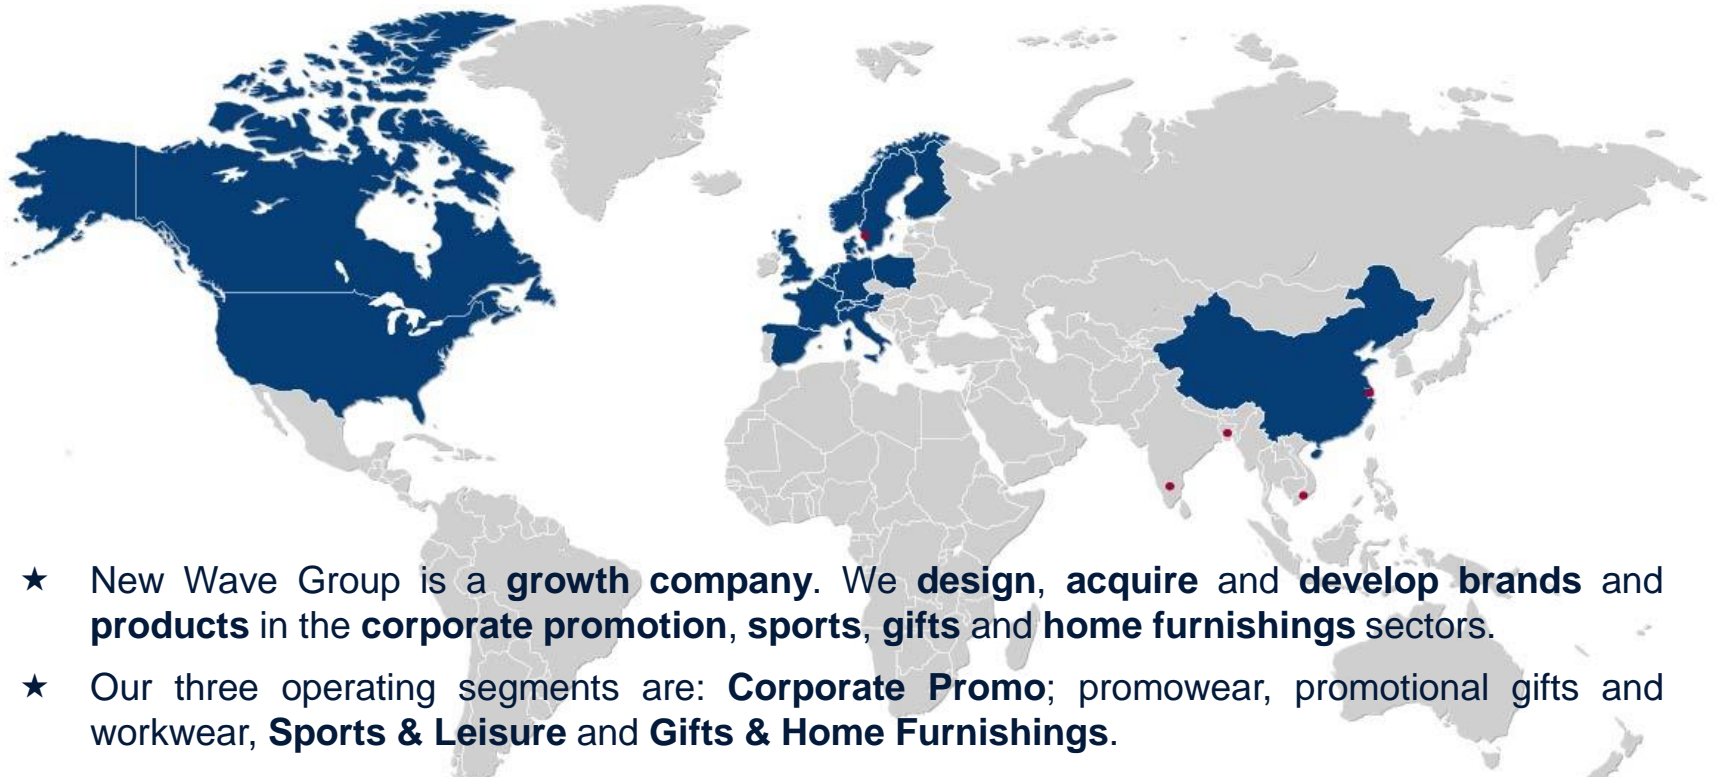 ★ New Wave Group is a growth company. We design, acquire and develop brands and
products in the corporate promotion, sports, gifts and home furnishings sectors.
★ Our three operating segments are: Corporate Promo; promowear, promotional gifts and
workwear, Sports & Leisure and Gifts & Home Furnishings.